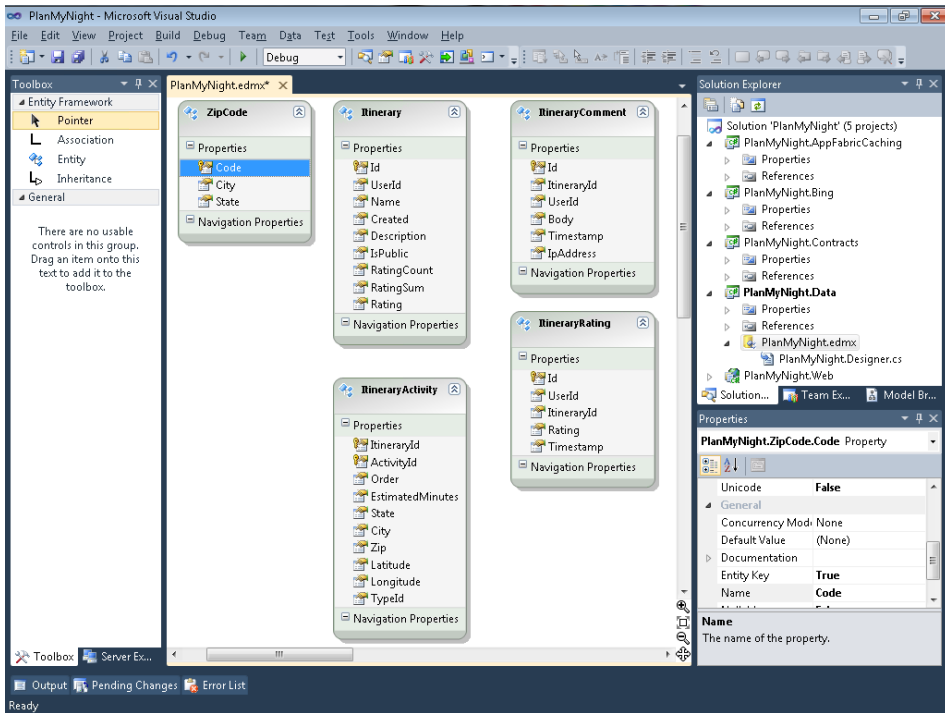 PlanMyNight - Microsoft Visual Studio
File Edit View Project Build Debug Team Data Test Tools Window Help
Debug
Toolbox
Entity Framework
Pointer
Association
Entity
Inheritance
General
There are no usable
controls in this group.
Drag an item onto this
text to add it to the
toolbox.
Toolbox Server Ex...
PlanMyNight.edmx*
ZipCode
Properties
Code
City
State
Navigation Properties
Itinerary
Properties
Id
UserId
Name
Created
Description
IsPublic
RatingCount
RatingSum
Rating
Navigation Properties
ItineraryComment
Properties
Id
ItineraryId
UserId
Body
Timestamp
IpAddress
Navigation Properties
ItineraryActivity
Properties
ItineraryId
ActivityId
Order
EstimatedMinutes
State
City
Zip
Latitude
Longitude
TypeId
Navigation Properties
ItineraryRating
Properties
Id
UserId
ItineraryId
Rating
Timestamp
Navigation Properties
Solution Explorer
Solution 'PlanMyNight' (5 projects)
PlanMyNight.AppFabricCaching
Properties
References
PlanMyNight.Bing
Properties
References
PlanMyNight.Contracts
Properties
References
PlanMyNight.Data
Properties
References
PlanMyNight.edmx
PlanMyNight.Designer.cs
PlanMyNight.Web
Solution... Team Ex... Model Br...
Properties
PlanMyNight.ZipCode.Code Property
Unicode False
General
Concurrency Mod None
Default Value (None)
Documentation
Entity Key True
Name Code
Name
The name of the property.
Output Pending Changes Error List
Ready